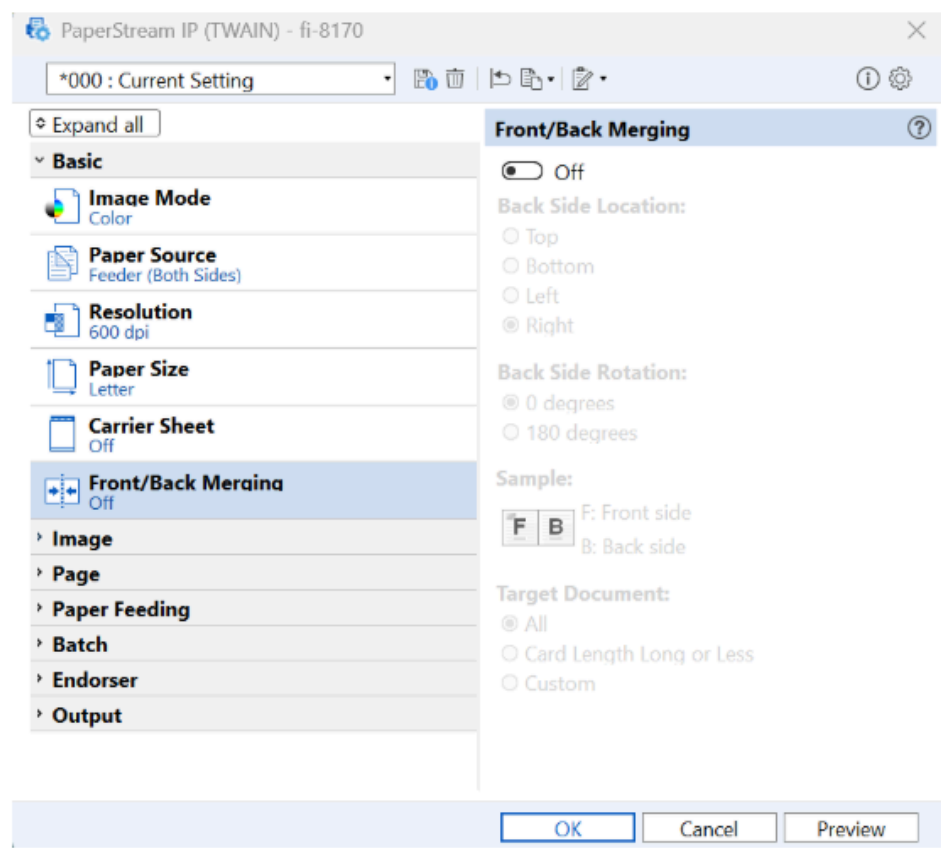 PaperStream IP (TWAIN) - fi-8170
*000 : Current Setting
Expand all
Basic
Image Mode
Color
Paper Source
Feeder (Both Sides)
Resolution
600 dpi
Paper Size
Letter
Carrier Sheet
Off
Front/Back Merging
Off
Image
Page
Paper Feeding
Batch
Endorser
Output
Front/Back Merging
Off
Back Side Location:
Top
Bottom
Left
Right
Back Side Rotation:
0 degrees
180 degrees
Sample:
F B
F: Front side
B: Back side
Target Document:
All
Card Length Long or Less
Custom
OK Cancel Preview